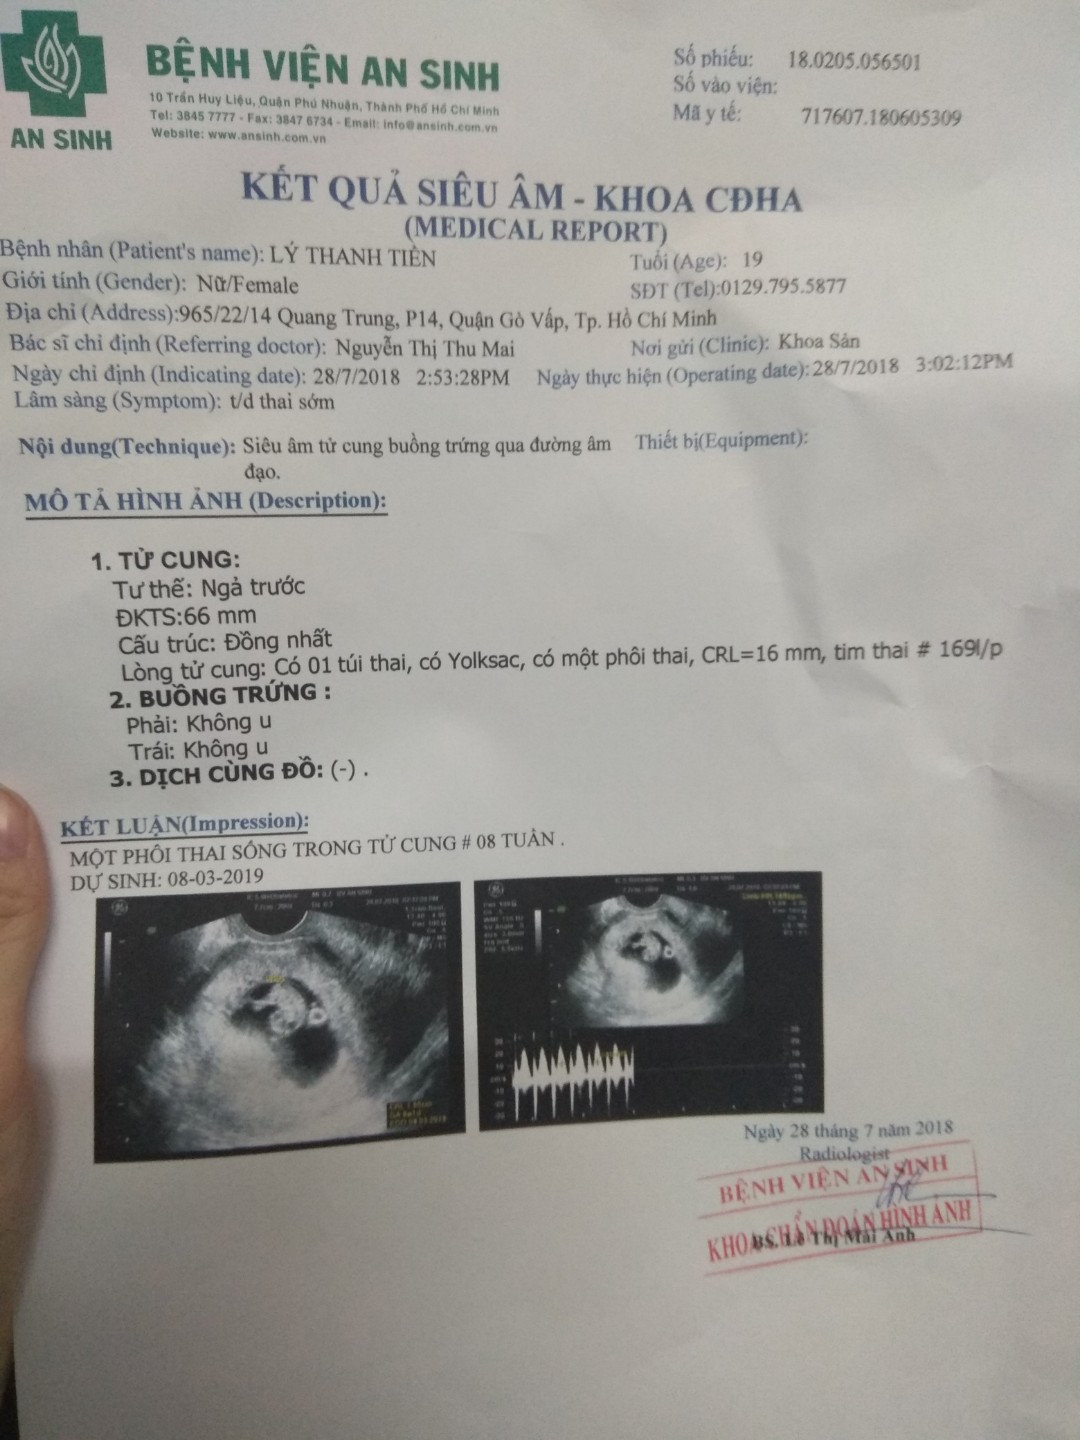 BỆNH VIỆN AN SINH
10 Trần Huy Liệu, Quận Phú Nhuận, Thành Phố Hồ Chí Minh
Tel: 3845 7777 - Fax: 3847 6734 - Email: info@ansinh.com.vn
Website: www.ansinh.com.vn
AN SINH
Số phiếu: 18.0205.056501
Số vào viện:
Mã y tế: 717607.180605309
KẾT QUẢ SIÊU ÂM - KHOA CĐHA
(MEDICAL REPORT)
Bệnh nhân (Patient's name): LÝ THANH TIỀN Tuổi (Age): 19
Giới tính (Gender): Nữ/Female SĐT (Tel):0129.795.5877
Địa chỉ (Address):965/22/14 Quang Trung, P14, Quận Gò Vấp, Tp. Hồ Chí Minh
Bác sĩ chỉ định (Referring doctor): Nguyễn Thị Thu Mai Nơi gửi (Clinic): Khoa Sản
Ngày chỉ định (Indicating date): 28/7/2018 2:53:28PM Ngày thực hiện (Operating date):28/7/2018 3:02:12PM
Lâm sàng (Symptom): t/d thai sớm
Nội dung(Technique): Siêu âm tử cung buồng trứng qua đường âm Thiết bị(Equipment):
đạo.
MÔ TẢ HÌNH ẢNH (Description):
1. TỬ CUNG:
Tư thế: Ngả trước
ĐKTS:66 mm
Cấu trúc: Đồng nhất
Lòng tử cung: Có 01 túi thai, có Yolksac, có một phôi thai, CRL=16 mm, tim thai # 169l/p
2. BUỒNG TRỨNG :
Phải: Không u
Trái: Không u
3. DỊCH CÙNG ĐỒ: (-) .
KẾT LUẬN(Impression):
MỘT PHÔI THAI SỐNG TRONG TỬ CUNG # 08 TUẦN .
DỰ SINH: 08-03-2019
Ngày 28 tháng 7 năm 2018
Radiologist
BỆNH VIỆN AN SINH
KHOA CHẨN ĐOÁN HÌNH ẢNH
BS. Lê Thị Mai Anh